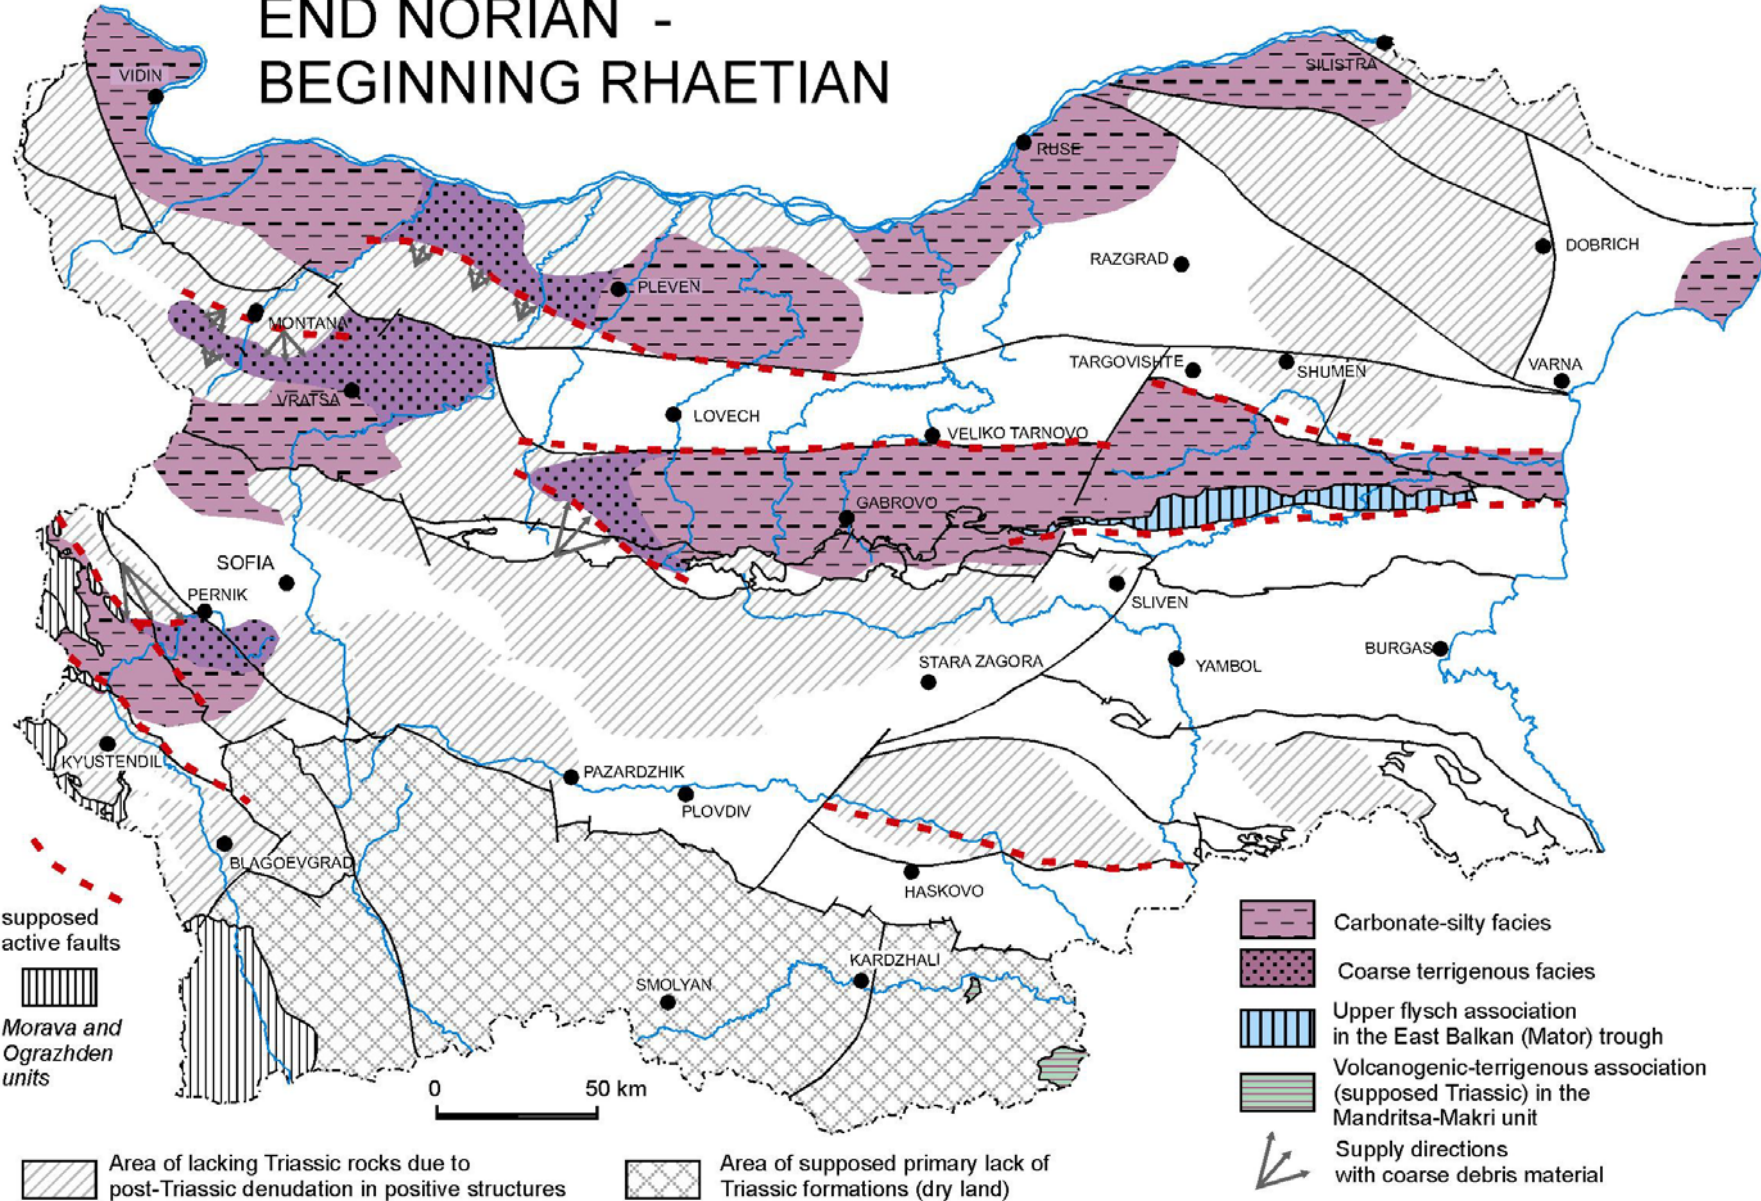 END NORIAN -
BEGINNING RHAETIAN
VIDIN
SILISTRA
RUSE
DOBRICH
RAZGRAD
PLEVEN
MONTANA
TARGOVISHTE
SHUMEN
VARNA
VRATSA
LOVECH
VELIKO TARNOVO
GABROVO
SOFIA
PERNIK
SLIVEN
STARA ZAGORA
YAMBOL
BURGAS
KYUSTENDIL
PAZARDZHIK
PLOVDIV
BLAGOEVGRAD
HASKOVO
KARDZHALI
SMOLYAN
supposed
active faults
Morava and
Ograzhden
units
0 50 km
Carbonate-silty facies
Coarse terrigenous facies
Upper flysch association
in the East Balkan (Mator) trough
Volcanogenic-terrigenous association
(supposed Triassic) in the
Mandritsa-Makri unit
Supply directions
with coarse debris material
Area of lacking Triassic rocks due to
post-Triassic denudation in positive structures
Area of supposed primary lack of
Triassic formations (dry land)